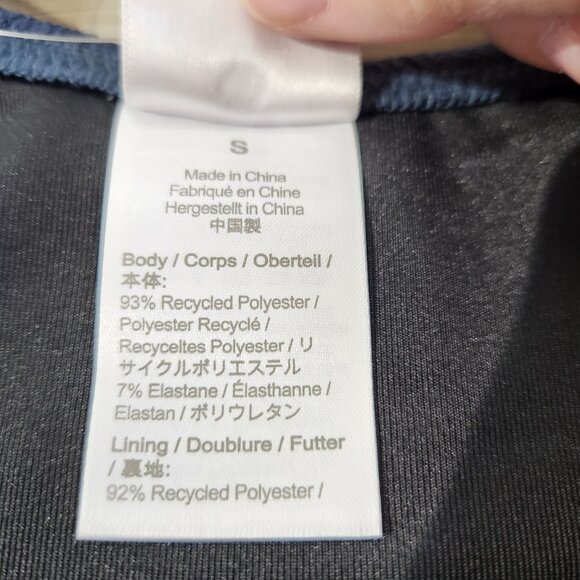 S
Made in China
Fabriqué en Chine
Hergestellt in China
中国製
Body / Corps / Oberteil /
本体:
93% Recycled Polyester /
Polyester Recyclé /
Recyceltes Polyester / リ
サイクルポリエステル
7% Elastane / Élasthanne /
Elastan / ポリウレタン
Lining / Doublure / Futter
/ 裏地:
92% Recycled Polyester /